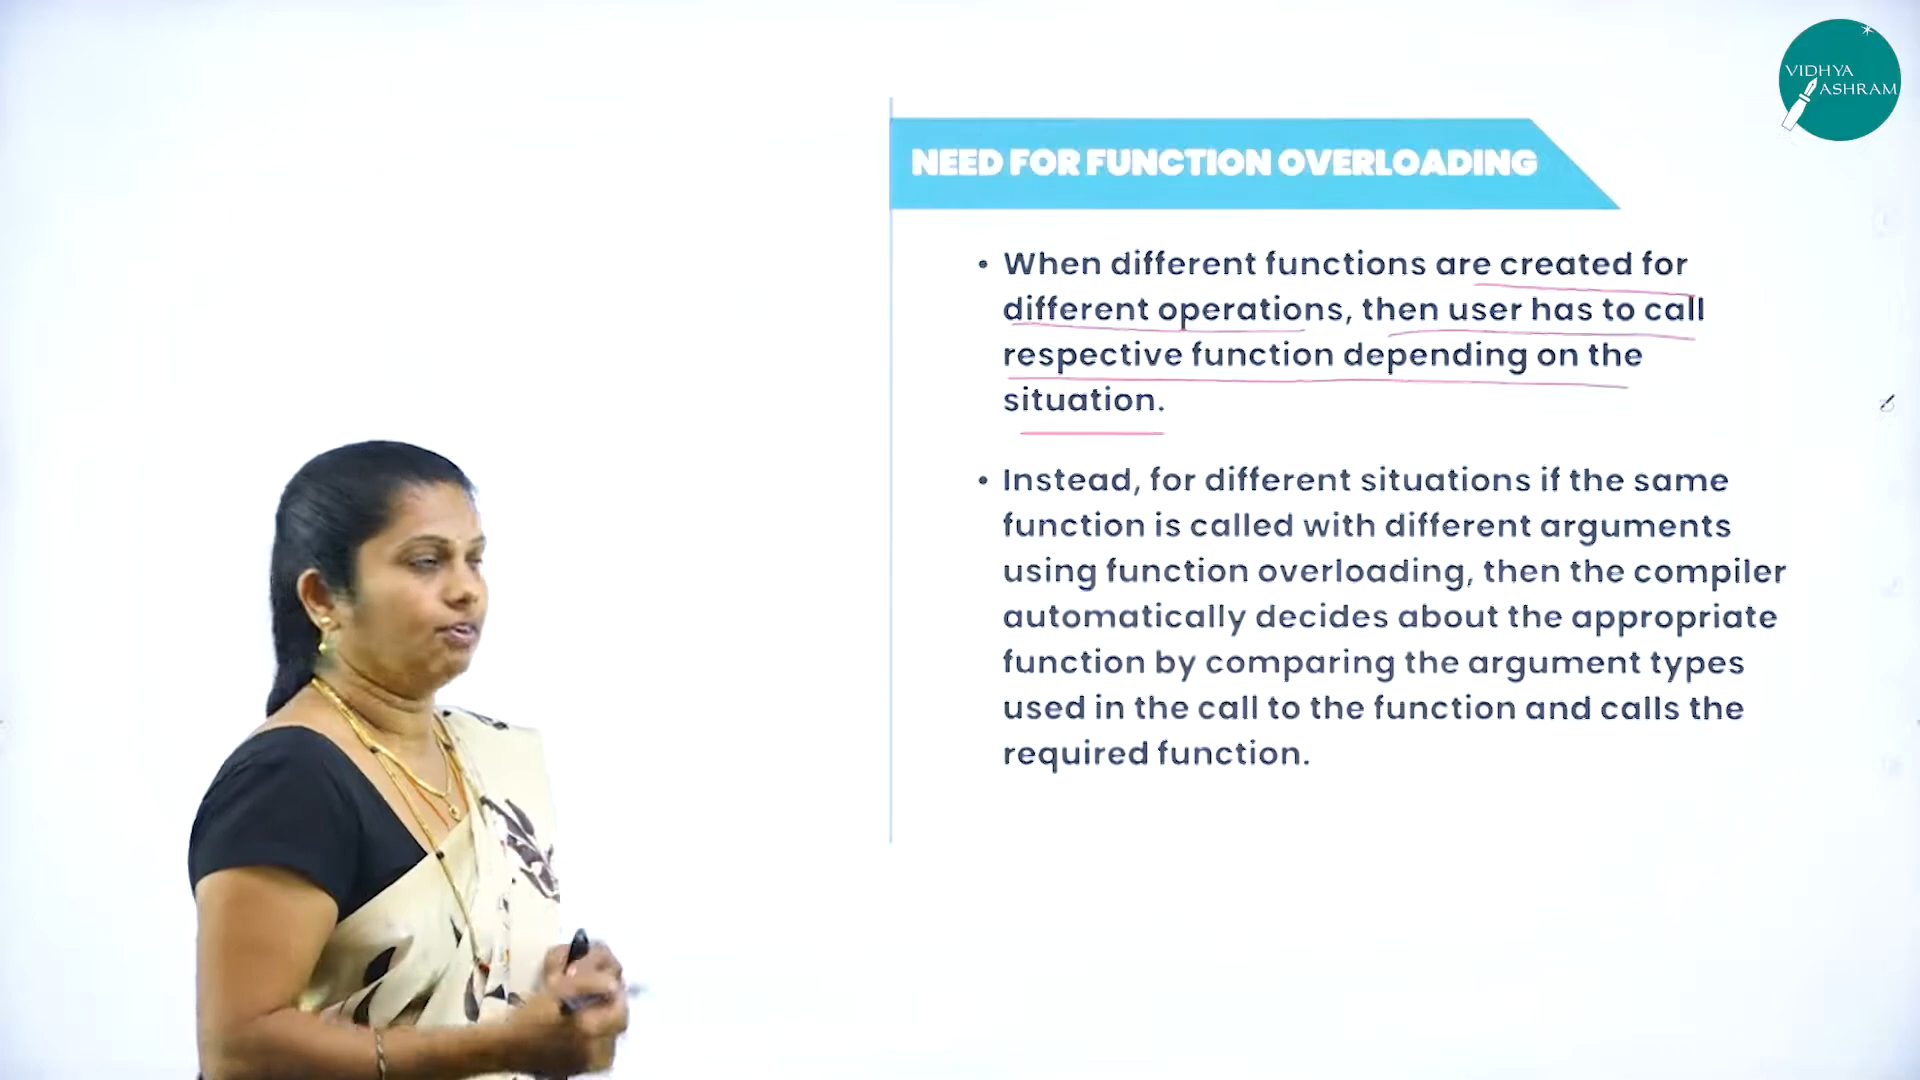 VIDHYA
ASHRAM
NEED FOR FUNCTION OVERLOADING
• When different functions are created for
different operations, then user has to call
respective function depending on the
situation.
• Instead, for different situations if the same
function is called with different arguments
using function overloading, then the compiler
automatically decides about the appropriate
function by comparing the argument types
used in the call to the function and calls the
required function.